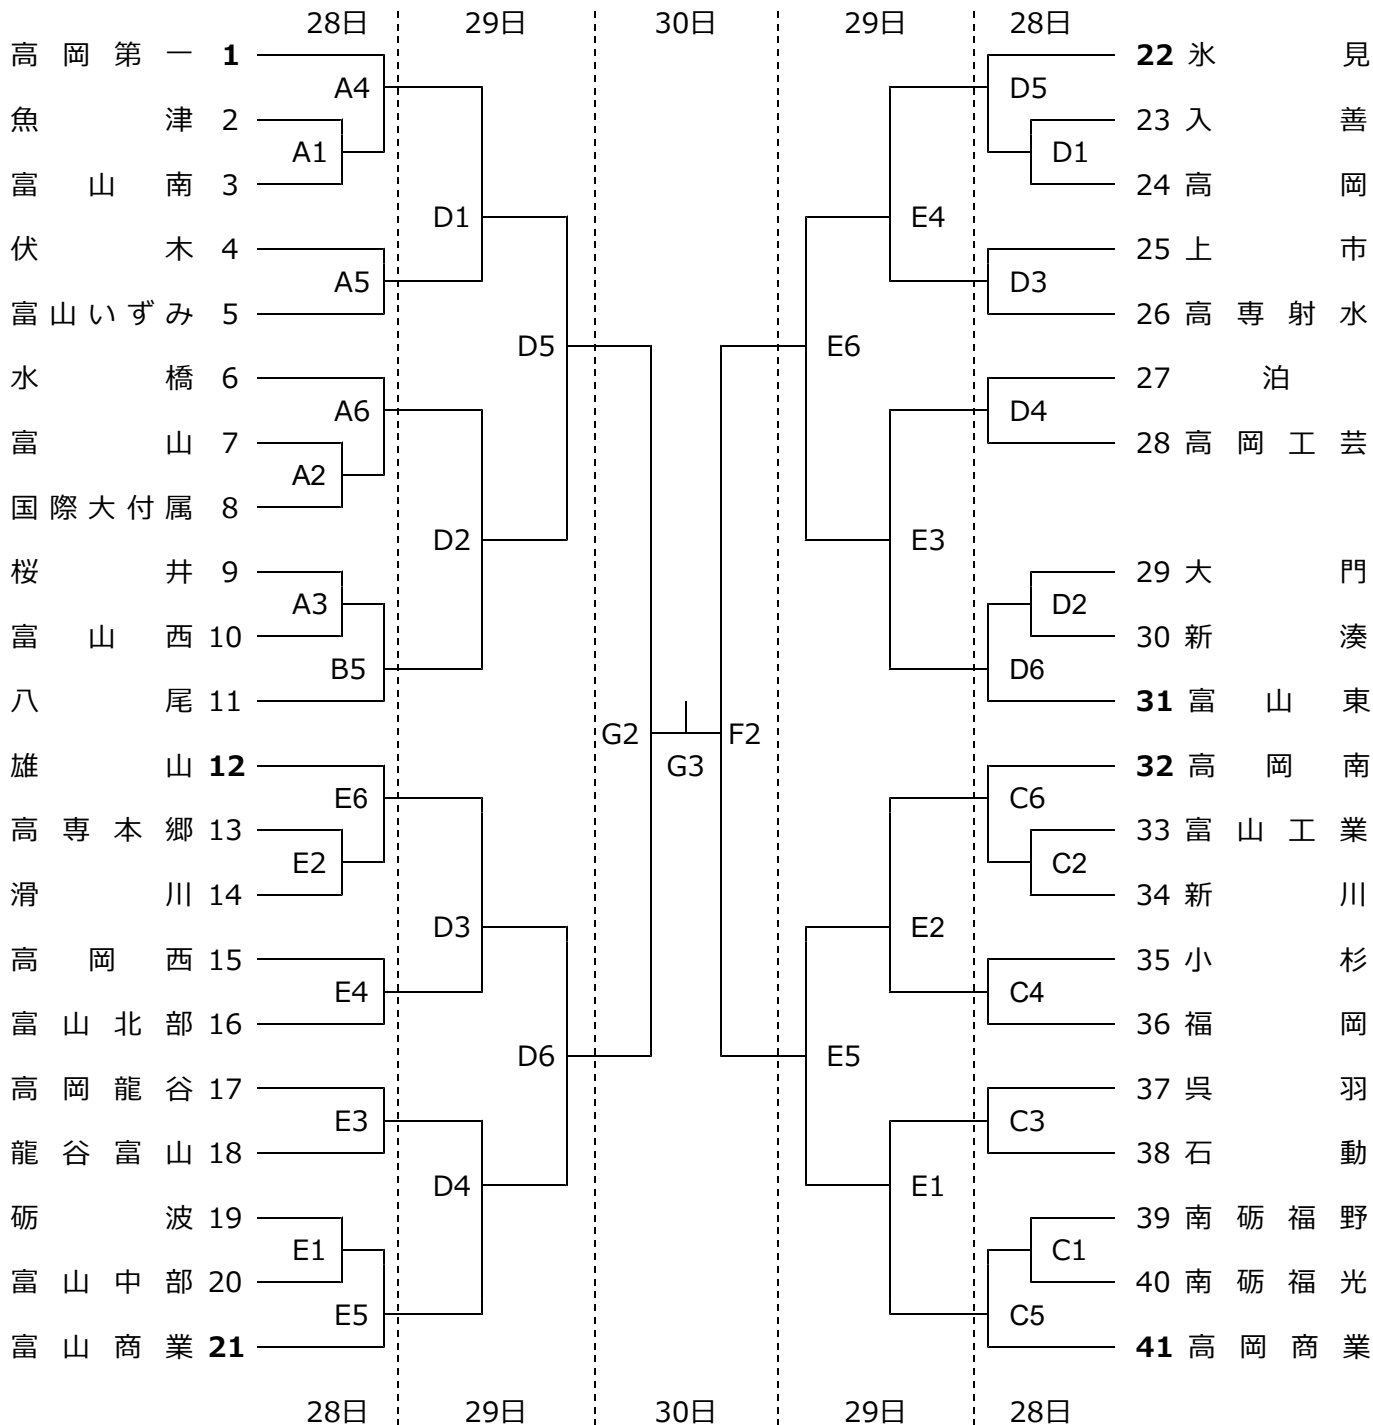 28日 29日 30日 29日 28日
高岡第一 1 22 氷見
A4 D5
魚津 2 23 入善
A1 D1
富山南 3 24 高岡
D1 E4
伏木 4 25 上市
A5 D3
富山いずみ 5 26 高専射水
D5 E6
水橋 6 27 泊
A6 D4
富山 7 28 高岡工芸
A2
国際大付属 8
D2 E3
桜井 9 29 大門
A3 D2
富山西 10 30 新湊
B5 D6
八尾 11 31 富山東
G2 F2
雄山 12 G3 32 高岡南
E6 C6
高専本郷 13 33 富山工業
E2 C2
滑川 14 34 新川
D3 E2
高岡西 15 35 小杉
E4 C4
富山北部 16 36 福岡
D6 E5
高岡龍谷 17 37 呉羽
E3 C3
龍谷富山 18 38 石動
D4 E1
砺波 19 39 南砺福野
E1 C1
富山中部 20 40 南砺福光
E5 C5
富山商業 21 41 高岡商業
28日 29日 30日 29日 28日